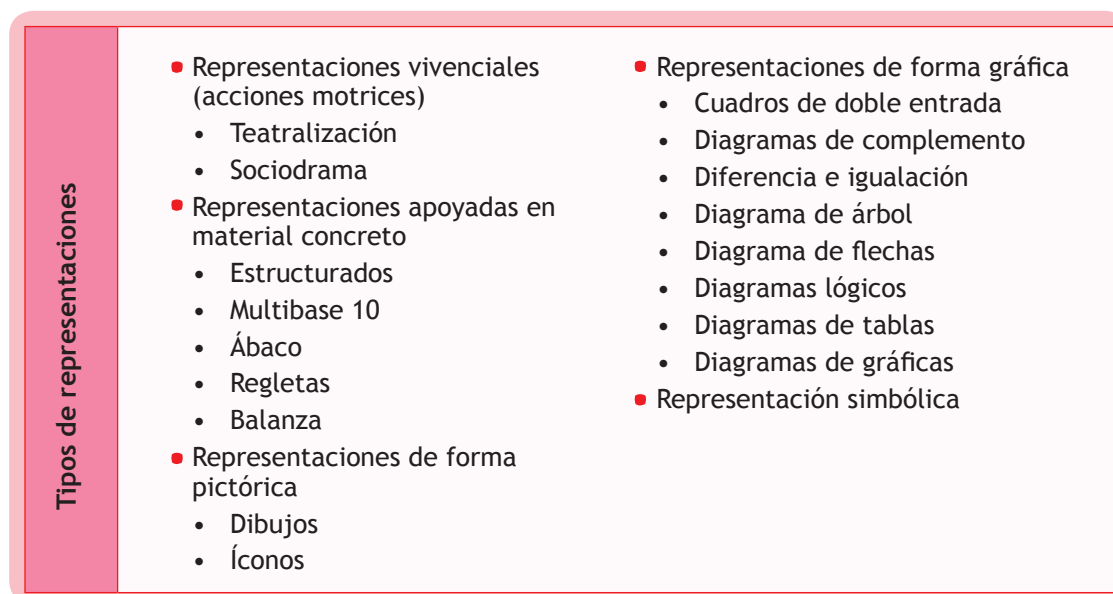 Tipos de representaciones
• Representaciones vivenciales
(acciones motrices)
• Teatralización
• Sociodrama
• Representaciones apoyadas en
material concreto
• Estructurados
• Multibase 10
• Ábaco
• Regletas
• Balanza
• Representaciones de forma
pictórica
• Dibujos
• Íconos
• Representaciones de forma gráfica
• Cuadros de doble entrada
• Diagramas de complemento
• Diferencia e igualación
• Diagrama de árbol
• Diagrama de flechas
• Diagramas lógicos
• Diagramas de tablas
• Diagramas de gráficas
• Representación simbólica